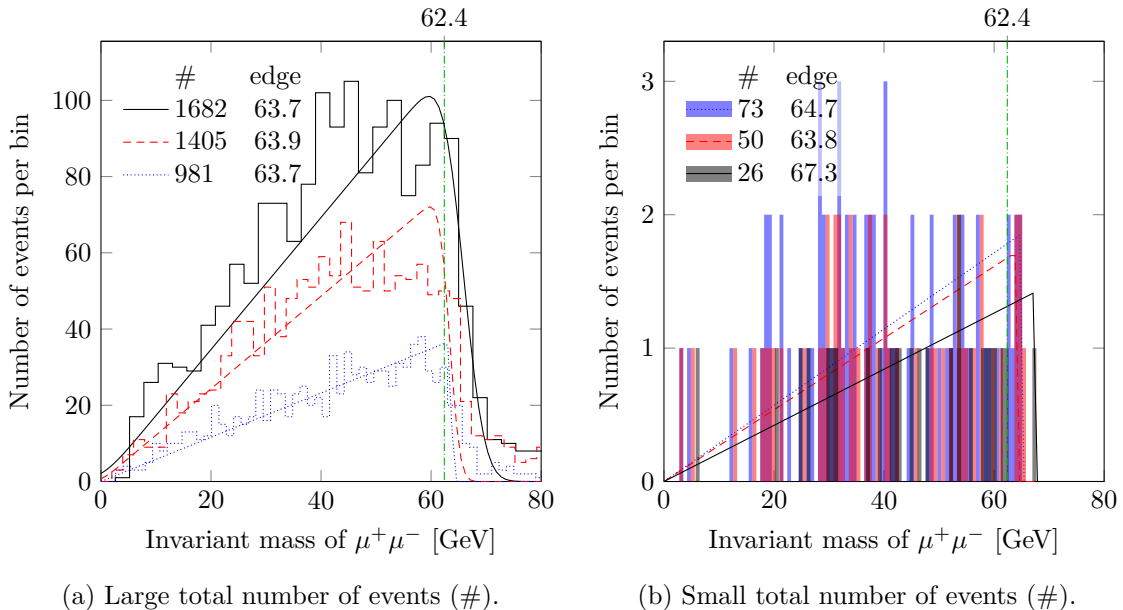 62.4
# edge
1682 63.7
1405 63.9
981 63.7
100
80
60
40
20
0
0 20 40 60 80
Number of events per bin
Invariant mass of μ⁺μ⁻ [GeV]
(a) Large total number of events (#).
62.4
# edge
73 64.7
50 63.8
26 67.3
3
2
1
0
0 20 40 60 80
Number of events per bin
Invariant mass of μ⁺μ⁻ [GeV]
(b) Small total number of events (#).